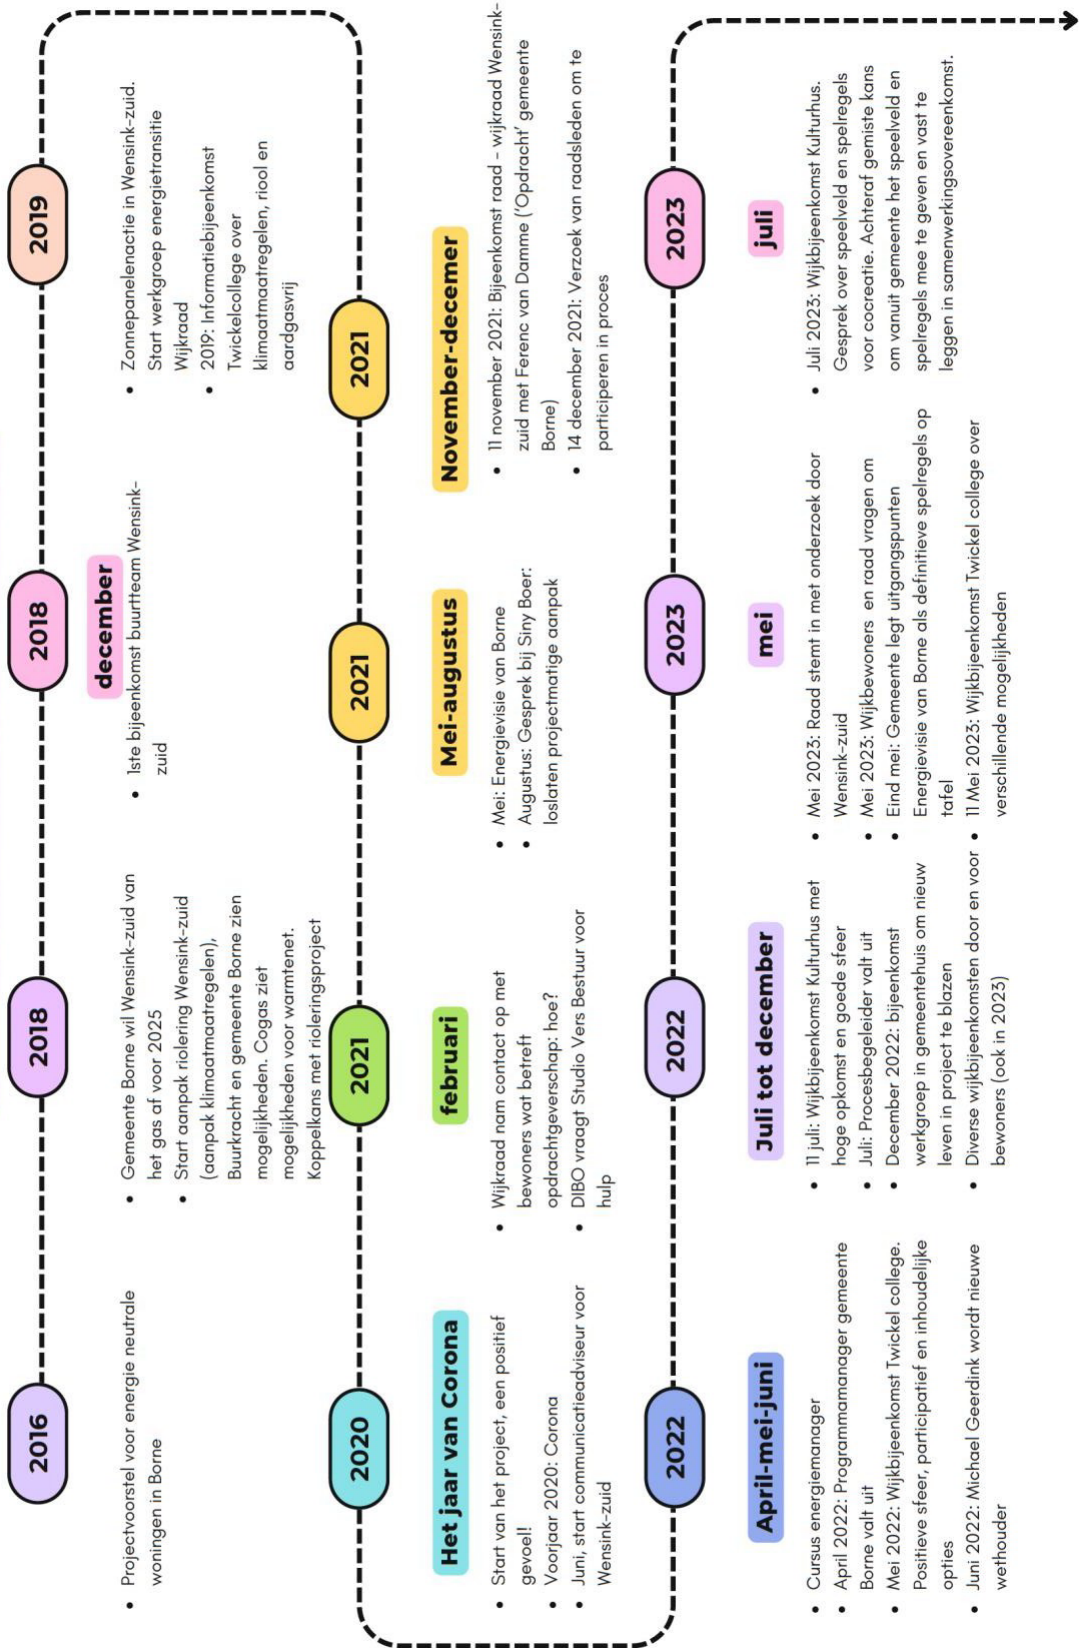 2016
Projectvoorstel voor energie neutrale
woningen in Borne
2018
Gemeente Borne wil Wensink-zuid van
het gas af voor 2025
Start aanpak riolering Wensink-zuid
(aanpak klimaatmaatregelen),
Buurkracht en gemeente Borne zien
mogelijkheden. Cogas ziet
mogelijkheden voor warmtenet.
Koppelkans met rioleringsproject
2018
december
1ste bijeenkomst buurtteam Wensink-
zuid
2019
Zonnepanelenactie in Wensink-zuid.
Start werkgroep energietransitie
Wijkraad
2019: Informatiebijeenkomst
Twickelcollege over
klimaatmaatregelen, riool en
aardgasvrij
2020
Het jaar van Corona
Start van het project, een positief
gevoel!
Voorjaar 2020: Corona
Juni, start communicatieadviseur voor
Wensink-zuid
2021
februari
Wijkraad nam contact op met
bewoners wat betreft
opdrachtgeverschap: hoe?
DIBO vraagt Studio Vers Bestuur voor
hulp
2021
Mei-augustus
Mei: Energievisie van Borne
Augustus: Gesprek bij Siny Boer:
loslaten projectmatige aanpak
2021
November-decemer
11 november 2021: Bijeenkomst raad - wijkraad Wensink-
zuid met Ferenc van Damme ('Opdracht' gemeente
Borne)
14 december 2021: Verzoek van raadsleden om te
participeren in proces
2022
April-mei-juni
Cursus energiemanager
April 2022: Programmamanager gemeente
Borne valt uit
Mei 2022: Wijkbijeenkomst Twickel college.
Positieve sfeer, participatief en inhoudelijke
opties
Juni 2022: Michael Geerdink wordt nieuwe
wethouder
2022
Juli tot december
11 juli: Wijkbijeenkomst Kulturhus met
hoge opkomst en goede sfeer
Juli: Procesbegeleider valt uit
December 2022: bijeenkomst
werkgroep in gemeentehuis om nieuw
leven in project te blazen
Diverse wijkbijeenkomsten door en voor
bewoners (ook in 2023)
2023
mei
Mei 2023: Raad stemt in met onderzoek door
Wensink-zuid
Mei 2023: Wijkbewoners en raad vragen om
Eind mei: Gemeente legt uitgangspunten
Energievisie van Borne als definitieve spelregels op
tafel
11 Mei 2023: Wijkbijeenkomst Twickel college over
verschillende mogelijkheden
2023
juli
Juli 2023: Wijkbijeenkomst Kulturhus.
Gesprek over speelveld en spelregels
voor cocreatie. Achteraf gemiste kans
om vanuit gemeente het speelveld en
spelregels mee te geven en vast te
leggen in samenwerkingsovereenkomst.